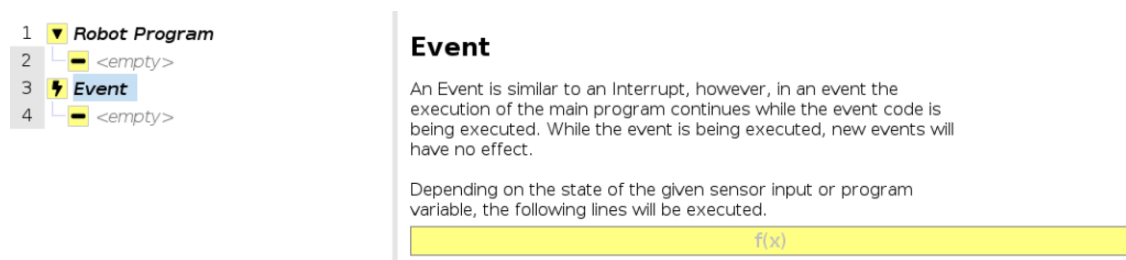 1 Robot Program
2 <empty>
3 Event
4 <empty>
Event
An Event is similar to an Interrupt, however, in an event the
execution of the main program continues while the event code is
being executed. While the event is being executed, new events will
have no effect.
Depending on the state of the given sensor input or program
variable, the following lines will be executed.
f(x)